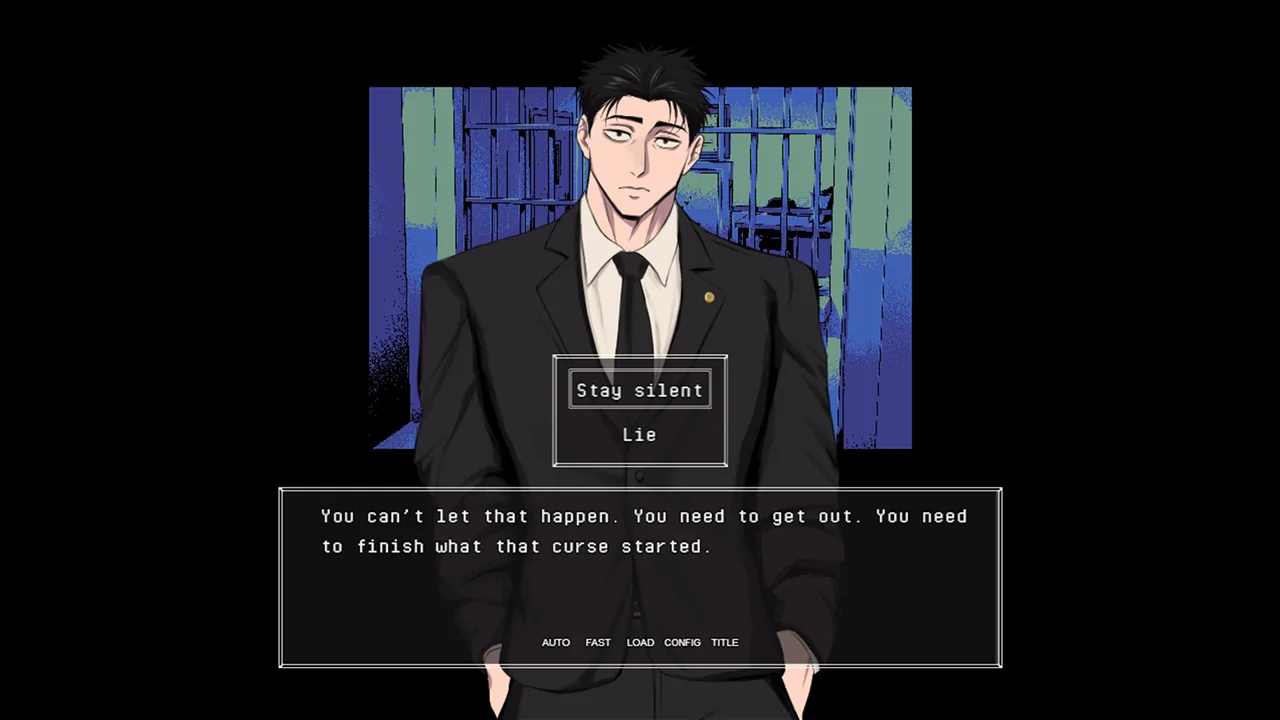 Stay silent
Lie
You can’t let that happen. You need to get out. You need
to finish what that curse started.
AUTO FAST LOAD CONFIG TITLE